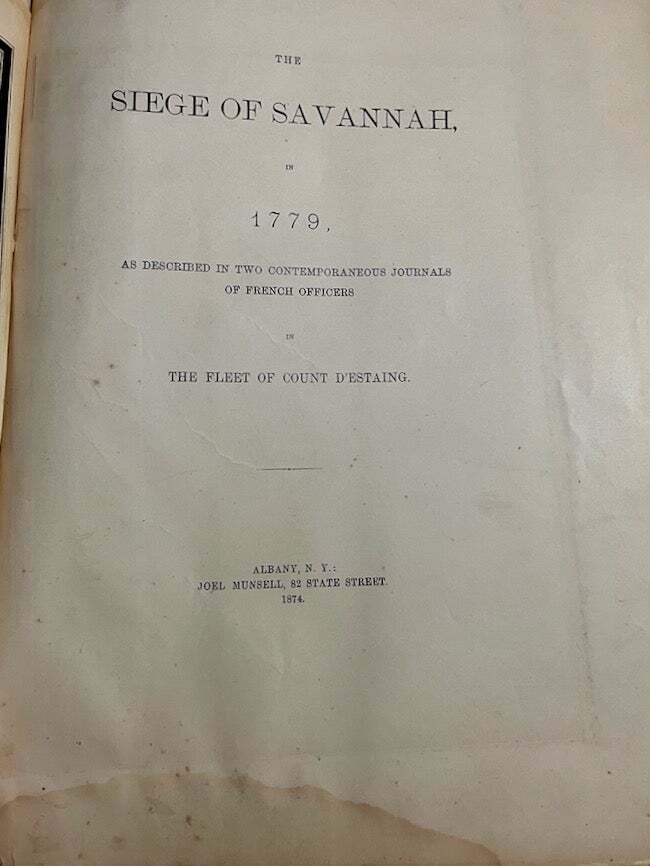 THE
SIEGE OF SAVANNAH,
IN
1779,
AS DESCRIBED IN TWO CONTEMPORANEOUS JOURNALS
OF FRENCH OFFICERS
IN
THE FLEET OF COUNT D'ESTAING.
ALBANY, N. Y.:
JOEL MUNSELL, 82 STATE STREET.
1874.